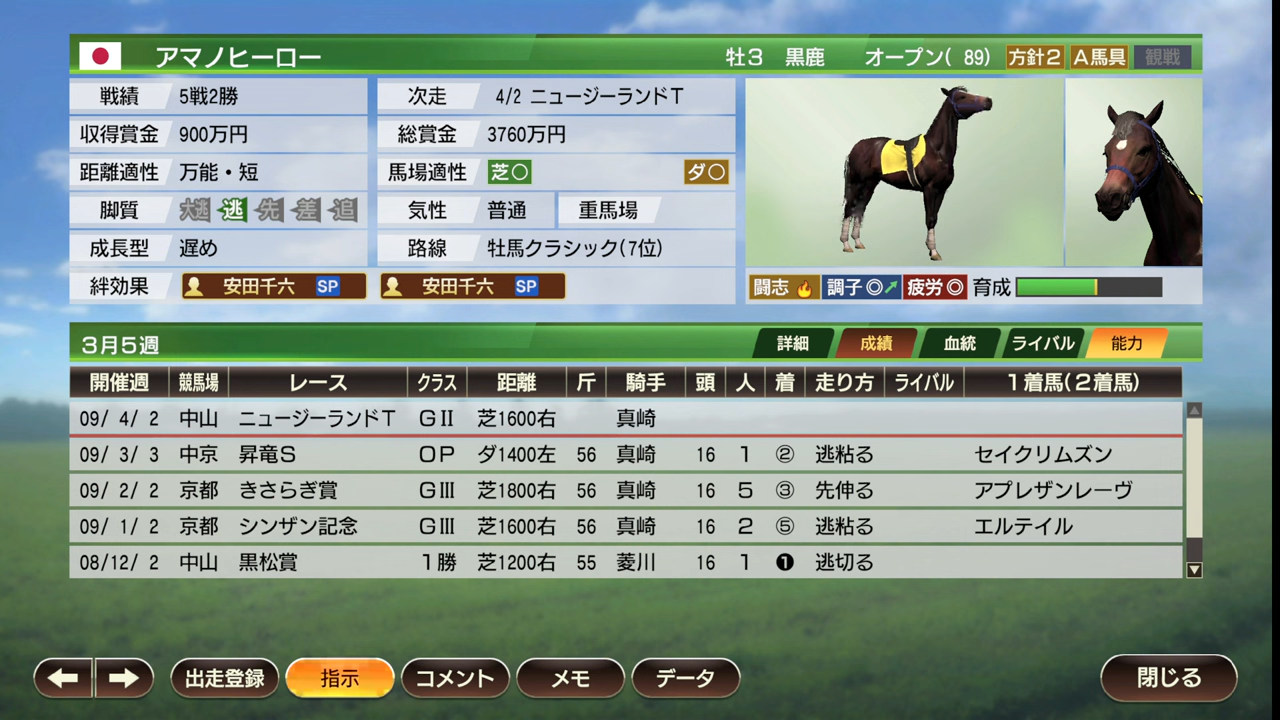 アマノヒーロー 牡3 黒鹿 オープン( 89) 方針2 A馬具 観戦
戦績 5戦2勝 次走 4/2 ニュージーランドT
収得賞金 900万円 総賞金 3760万円
距離適性 万能・短 馬場適性 芝○ ダ○
脚質 大逃 逃 先 差 追 気性 普通 重馬場
成長型 遅め 路線 牡馬クラシック(7位)
絆効果 安田千六 SP 安田千六 SP 闘志 調子◎ 疲労◎ 育成
3月5週 詳細 成績 血統 ライバル 能力
開催週 競馬場 レース クラス 距離 斤 騎手 頭 人 着 走り方 ライバル 1着馬(2着馬)
09/ 4/ 2 中山 ニュージーランドT GⅡ 芝1600右 真崎
09/ 3/ 3 中京 昇竜S OP ダ1400左 56 真崎 16 1 ② 逃粘る セイクリムズン
09/ 2/ 2 京都 きさらぎ賞 GⅢ 芝1800右 56 真崎 16 5 ③ 先伸る アプレザンレーヴ
09/ 1/ 2 京都 シンザン記念 GⅢ 芝1600右 56 真崎 16 2 ⑤ 逃粘る エルテイル
08/12/ 2 中山 黒松賞 1勝 芝1200右 55 菱川 16 1 ❶ 逃切る
出走登録 指示 コメント メモ データ 閉じる